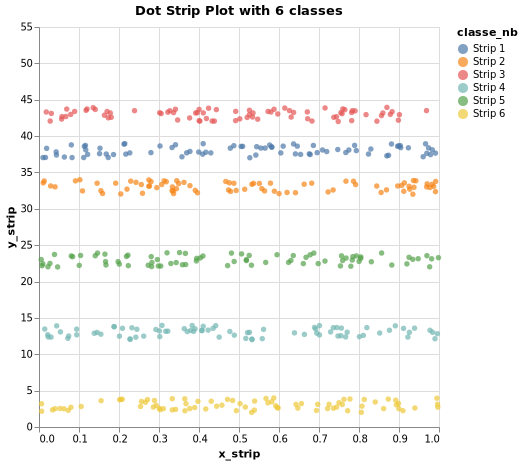 Dot Strip Plot with 6 classes
classe_nb
Strip 1
Strip 2
Strip 3
Strip 4
Strip 5
Strip 6
55
50
45
40
35
30
25
20
15
10
5
0
y_strip
0.0 0.1 0.2 0.3 0.4 0.5 0.6 0.7 0.8 0.9 1.0
x_strip